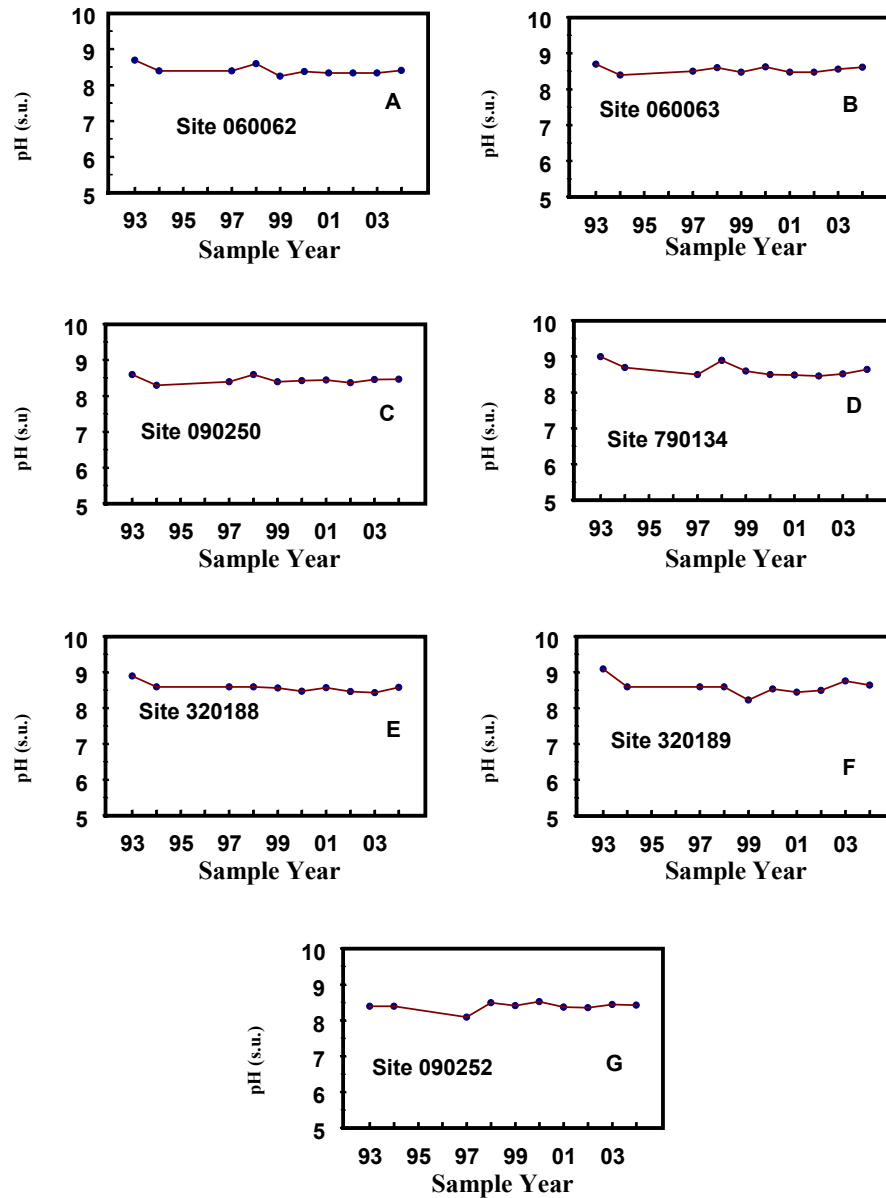 10
9
8
7
6
5
pH (s.u.)
A
Site 060062
93 95 97 99 01 03
Sample Year
10
9
8
7
6
5
pH (s.u.)
B
Site 060063
93 95 97 99 01 03
Sample Year
10
9
8
7
6
5
pH (s.u)
C
Site 090250
93 95 97 99 01 03
Sample Year
10
9
8
7
6
5
pH (s.u.)
D
Site 790134
93 95 97 99 01 03
Sample Year
10
9
8
7
6
5
pH (s.u.)
Site 320188
E
93 95 97 99 01 03
Sample Year
10
9
8
7
6
5
pH (s.u.)
Site 320189
F
93 95 97 99 01 03
Sample Year
10
9
8
7
6
5
pH (s.u.)
Site 090252
G
93 95 97 99 01 03
Sample Year